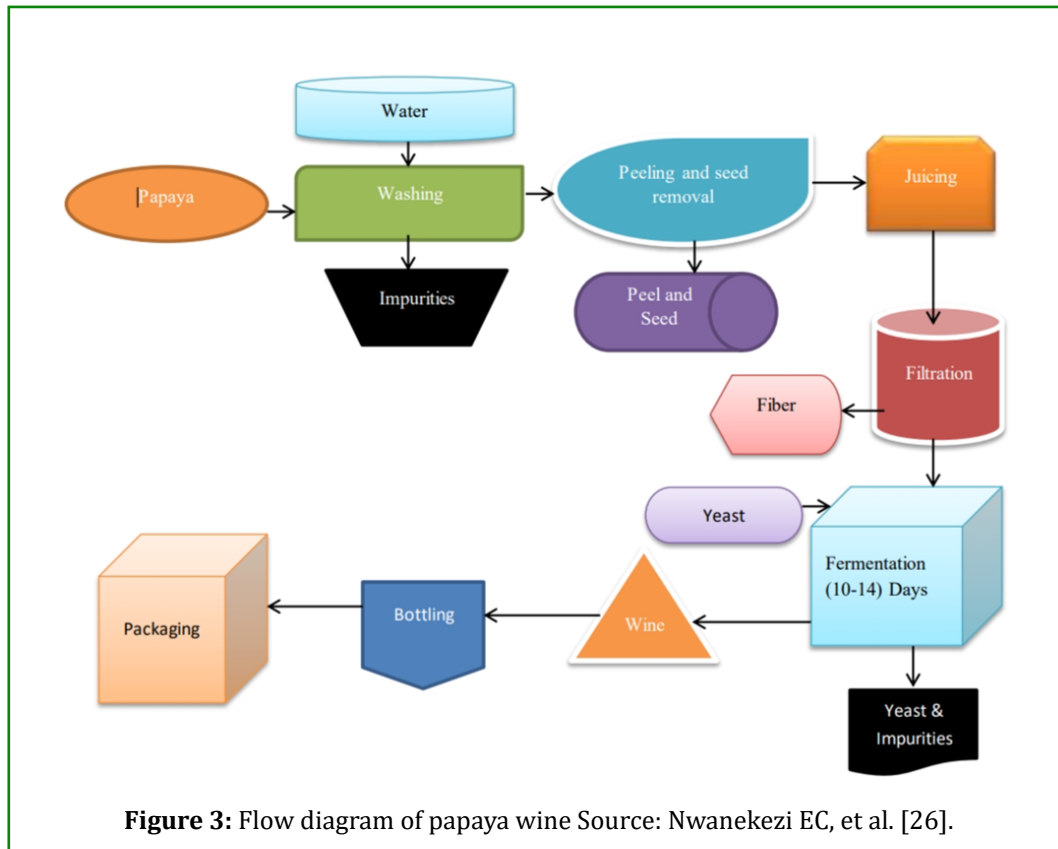 Water
Papaya
Washing
Peeling and seed
removal
Juicing
Impurities
Peel and
Seed
Filtration
Fiber
Yeast
Fermentation
(10-14) Days
Wine
Bottling
Packaging
Yeast &
Impurities
Figure 3: Flow diagram of papaya wine Source: Nwanekezi EC, et al. [26].